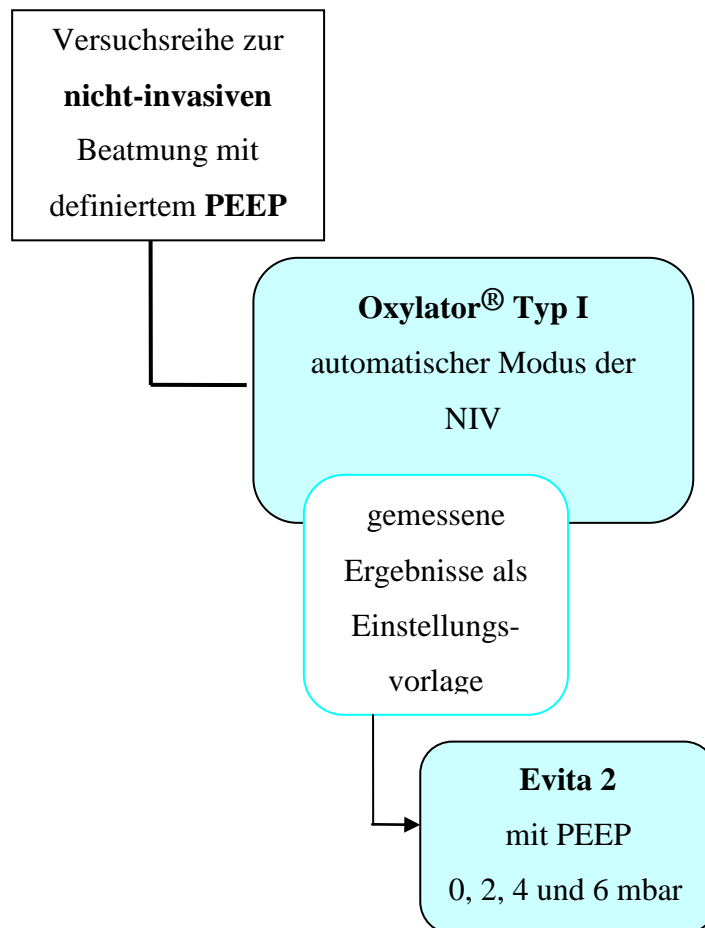 Versuchsreihe zur
nicht-invasiven
Beatmung mit
definiertem PEEP
Oxylator® Typ I
automatischer Modus der
NIV
gemessene
Ergebnisse als
Einstellungs-
vorlage
Evita 2
mit PEEP
0, 2, 4 und 6 mbar